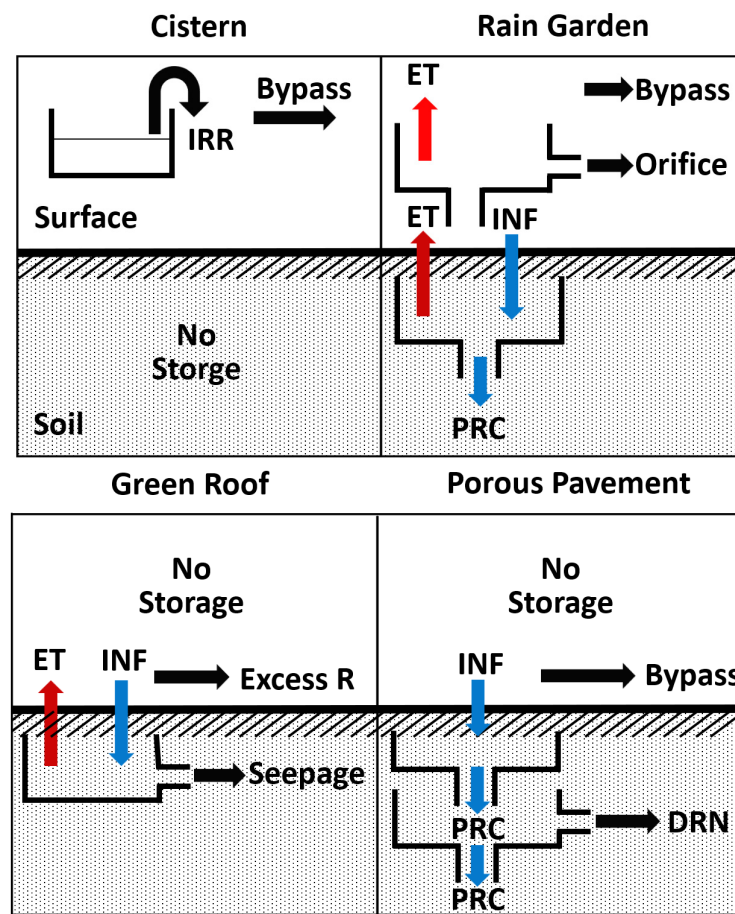 Cistern
Rain Garden
Bypass
IRR
Surface
ET
Bypass
Orifice
ET
INF
No
Storge
Soil
PRC
Green Roof
Porous Pavement
No
Storage
ET
INF
Excess R
Seepage
No
Storage
INF
Bypass
PRC
DRN
PRC